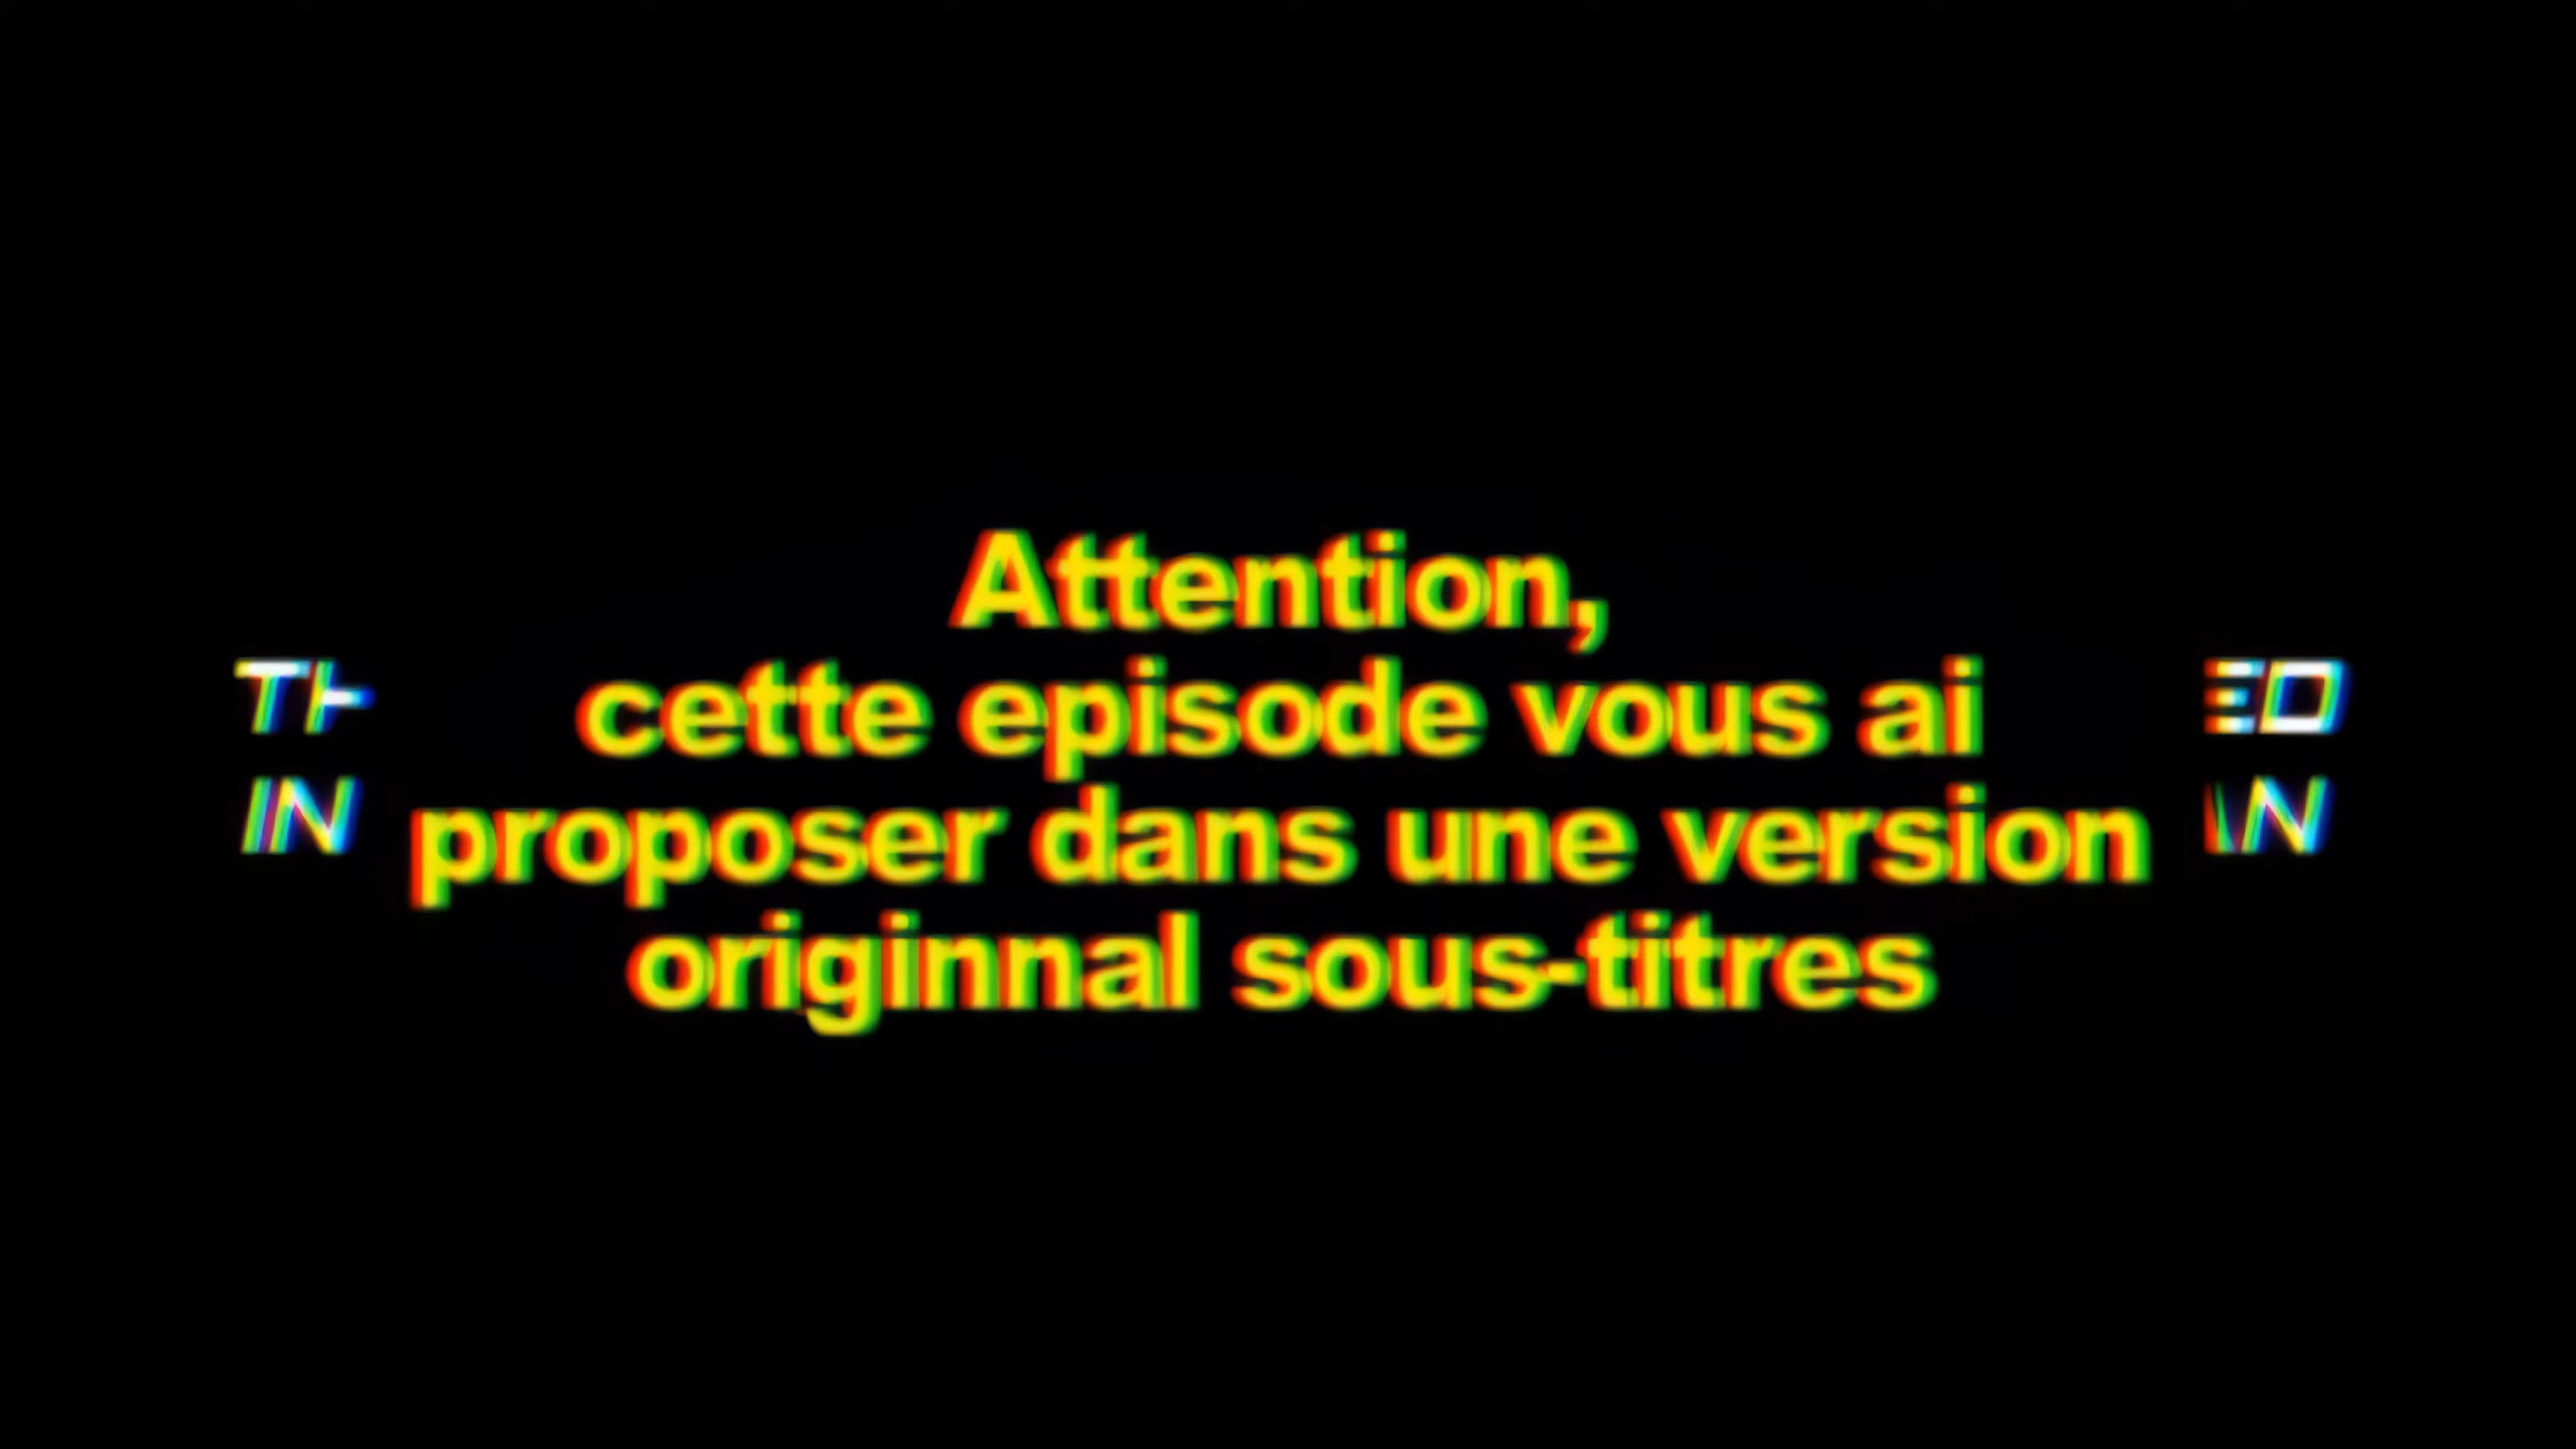 Attention,
cette episode vous ai
proposer dans une version
originnal sous-titres